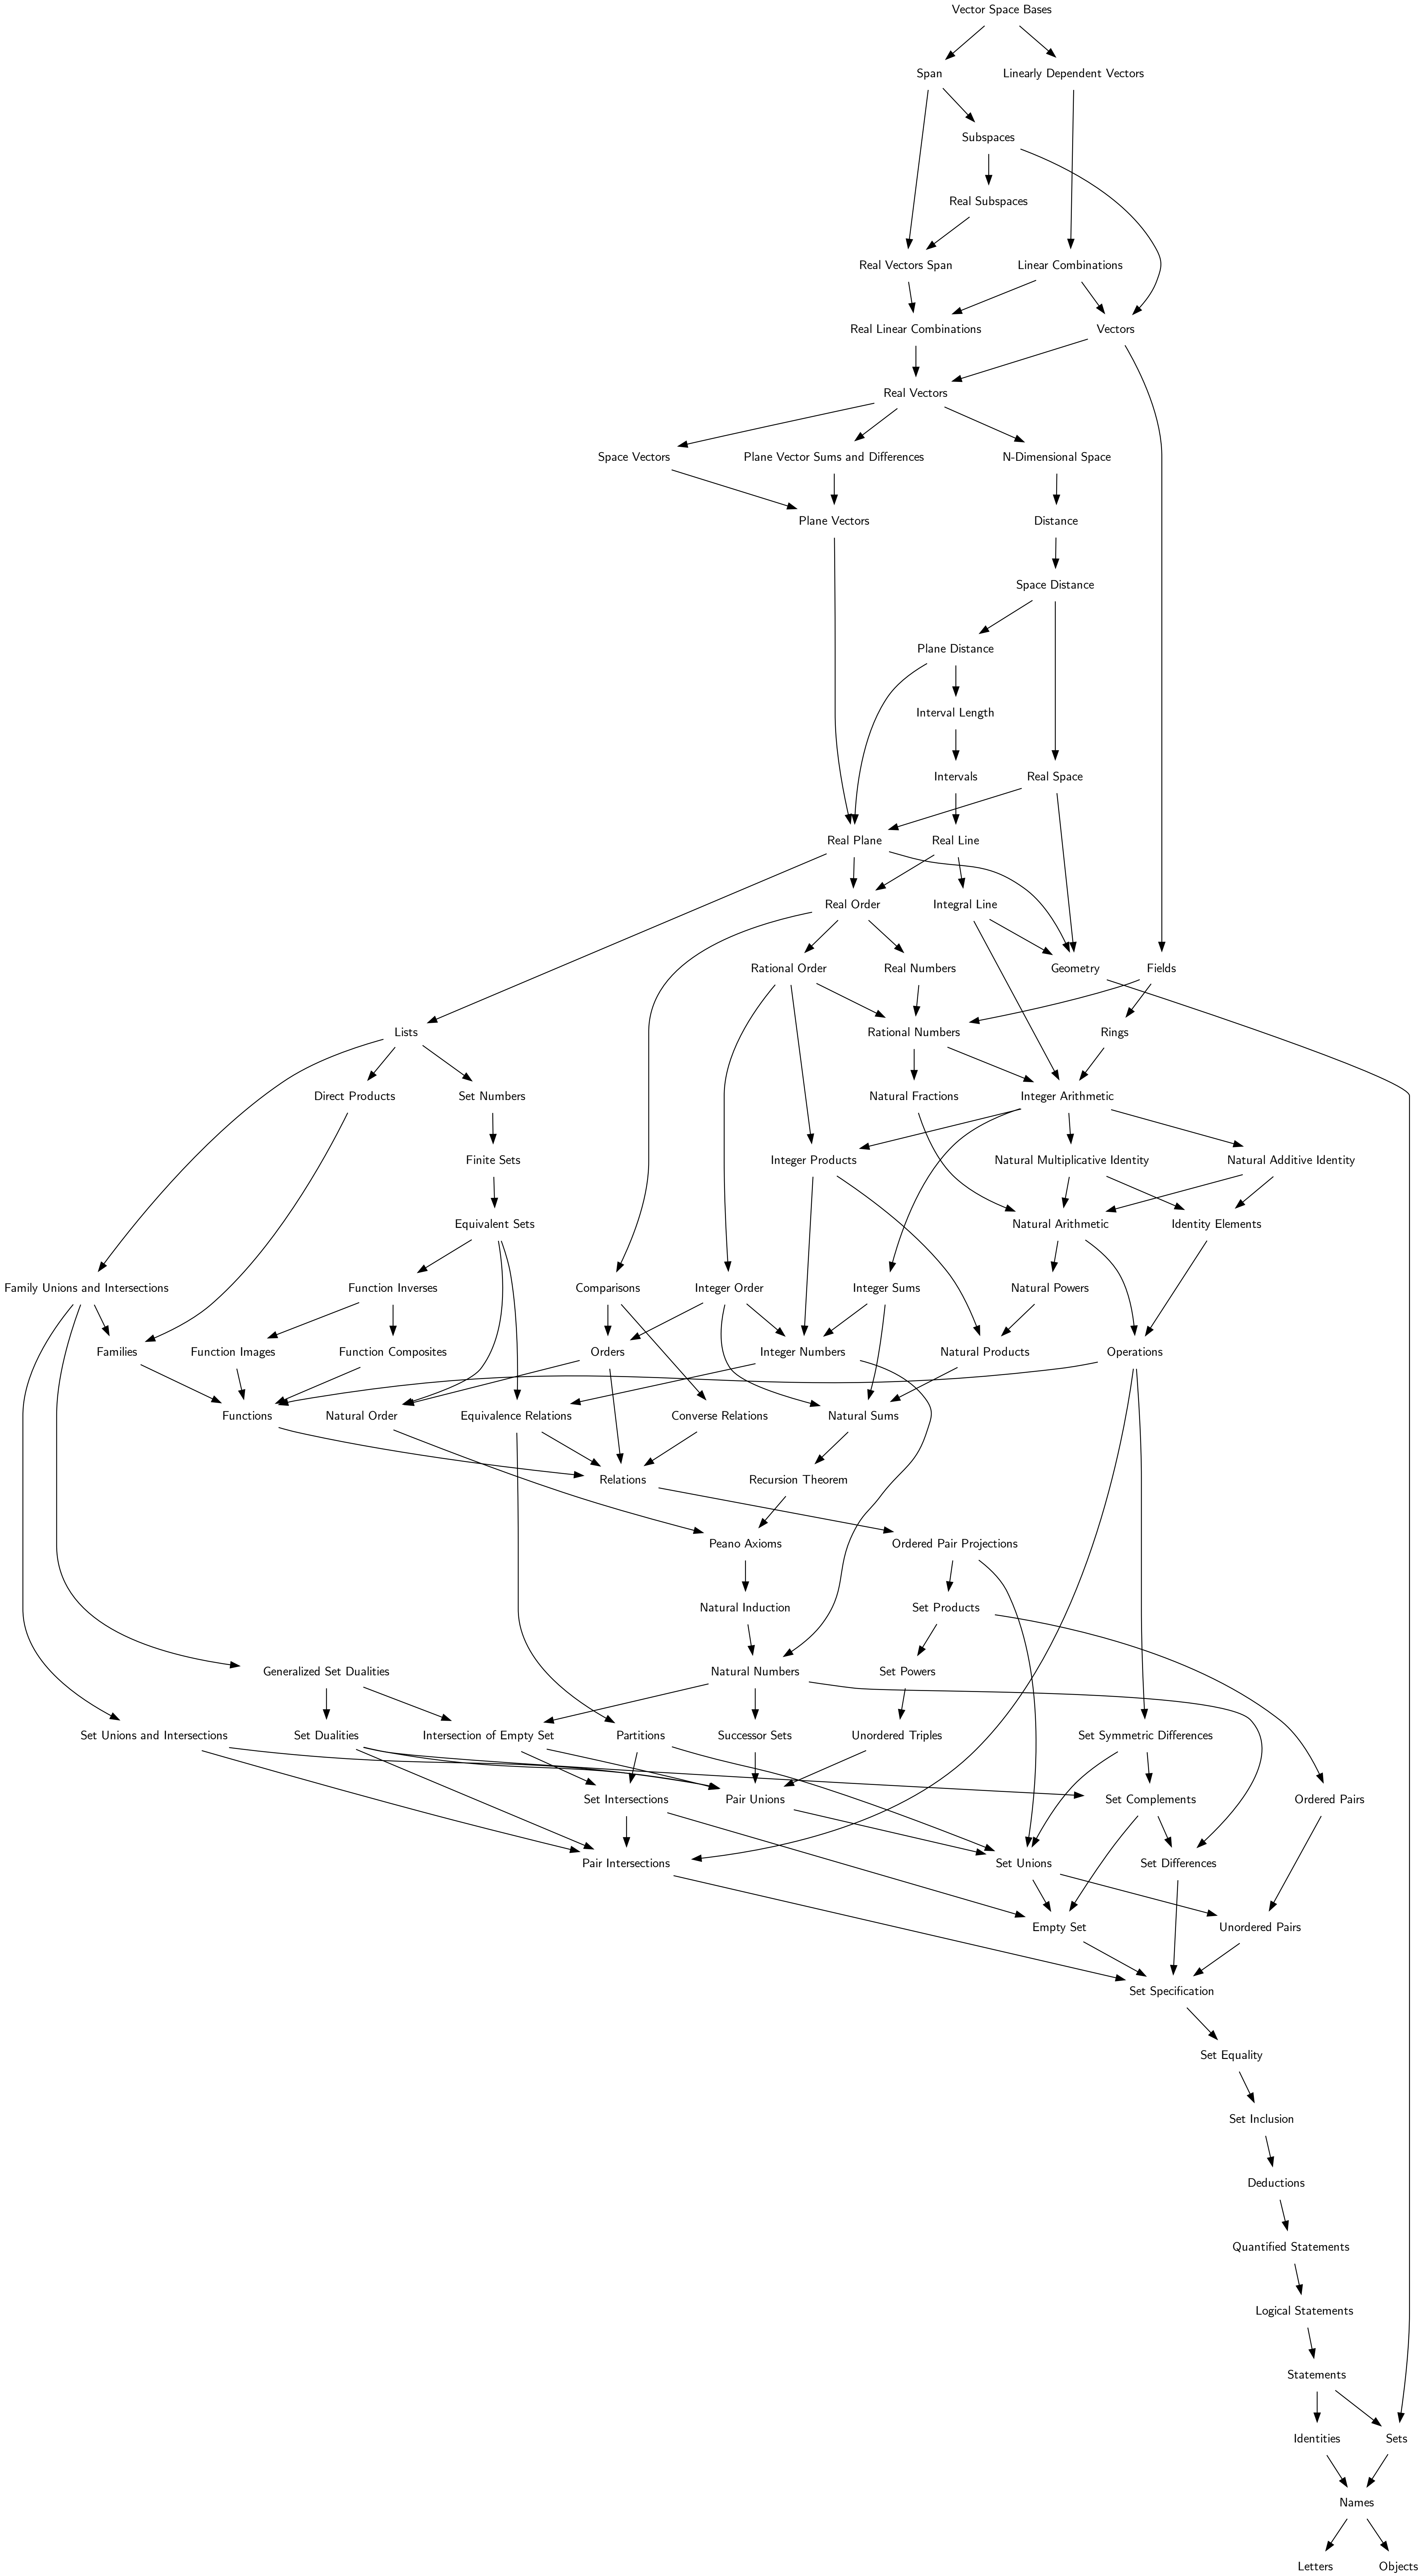 Vector Space Bases
Span
Linearly Dependent Vectors
Subspaces
Real Subspaces
Real Vectors Span
Linear Combinations
Real Linear Combinations
Vectors
Real Vectors
Space Vectors
Plane Vector Sums and Differences
N-Dimensional Space
Plane Vectors
Distance
Space Distance
Plane Distance
Interval Length
Intervals
Real Space
Real Plane
Real Line
Real Order
Integral Line
Rational Order
Real Numbers
Geometry
Fields
Lists
Rational Numbers
Rings
Direct Products
Set Numbers
Natural Fractions
Integer Arithmetic
Finite Sets
Integer Products
Natural Multiplicative Identity
Natural Additive Identity
Equivalent Sets
Natural Arithmetic
Identity Elements
Family Unions and Intersections
Function Inverses
Comparisons
Integer Order
Integer Sums
Natural Powers
Families
Function Images
Function Composites
Orders
Integer Numbers
Natural Products
Operations
Functions
Natural Order
Equivalence Relations
Converse Relations
Natural Sums
Relations
Recursion Theorem
Peano Axioms
Ordered Pair Projections
Natural Induction
Set Products
Generalized Set Dualities
Natural Numbers
Set Powers
Set Unions and Intersections
Set Dualities
Intersection of Empty Set
Partitions
Successor Sets
Unordered Triples
Set Symmetric Differences
Set Intersections
Pair Unions
Set Complements
Ordered Pairs
Pair Intersections
Set Unions
Set Differences
Empty Set
Unordered Pairs
Set Specification
Set Equality
Set Inclusion
Deductions
Quantified Statements
Logical Statements
Statements
Identities
Sets
Names
Letters
Objects